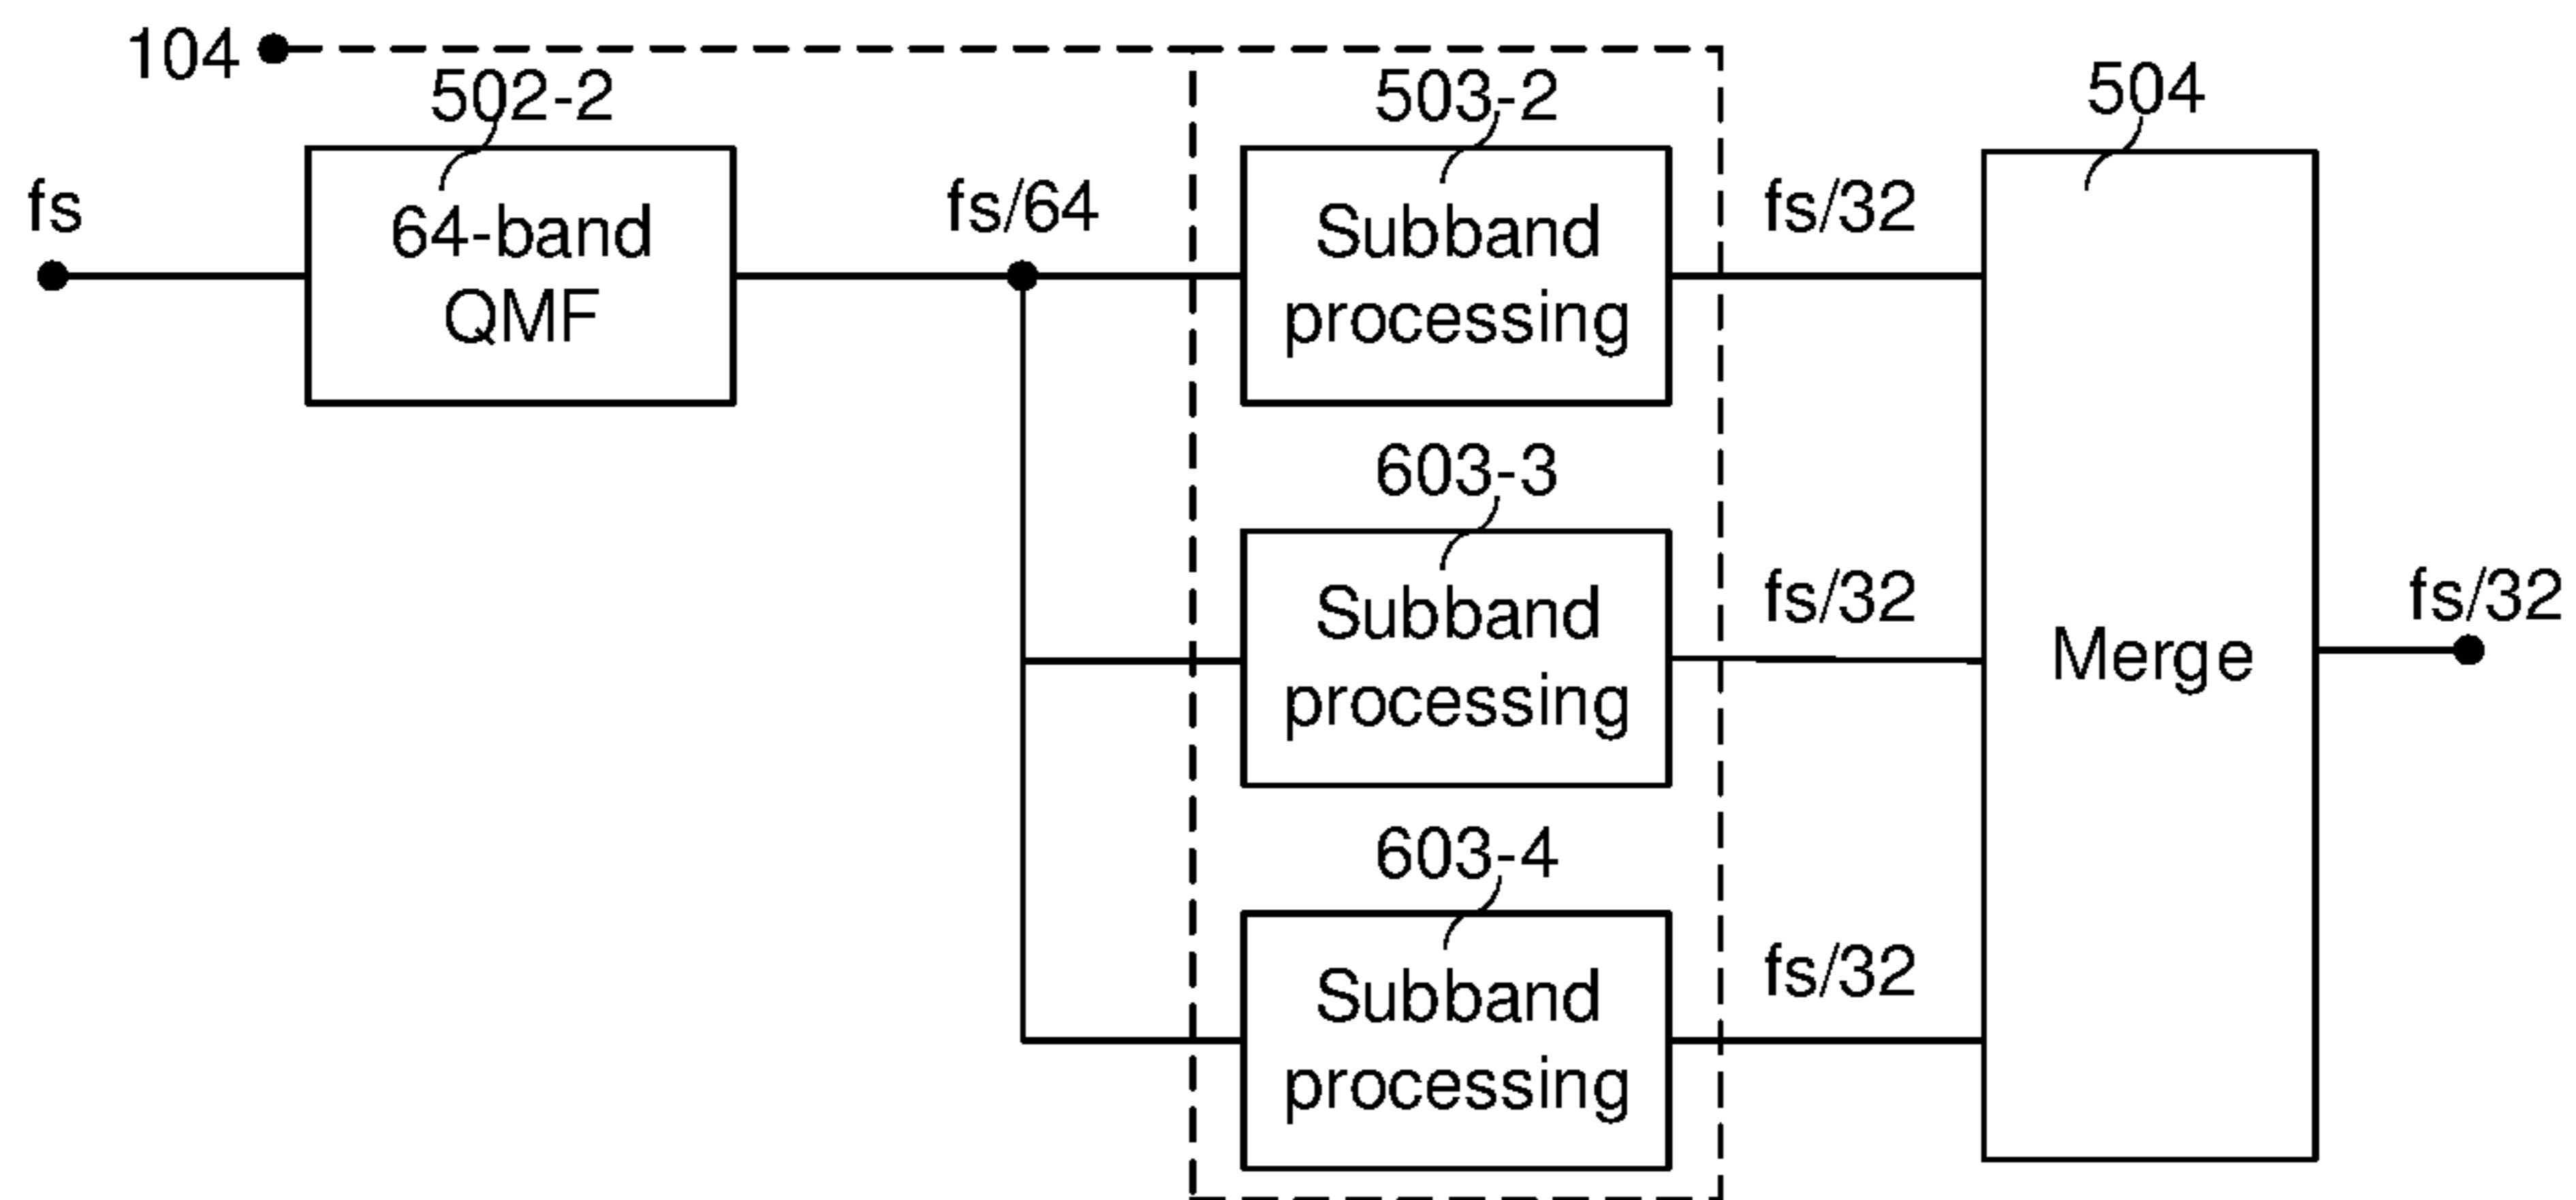 104
502-2
503-2
504
fs
64-band
QMF
fs/64
Subband
processing
fs/32
603-3
Subband
processing
fs/32
Merge
fs/32
603-4
Subband
processing
fs/32